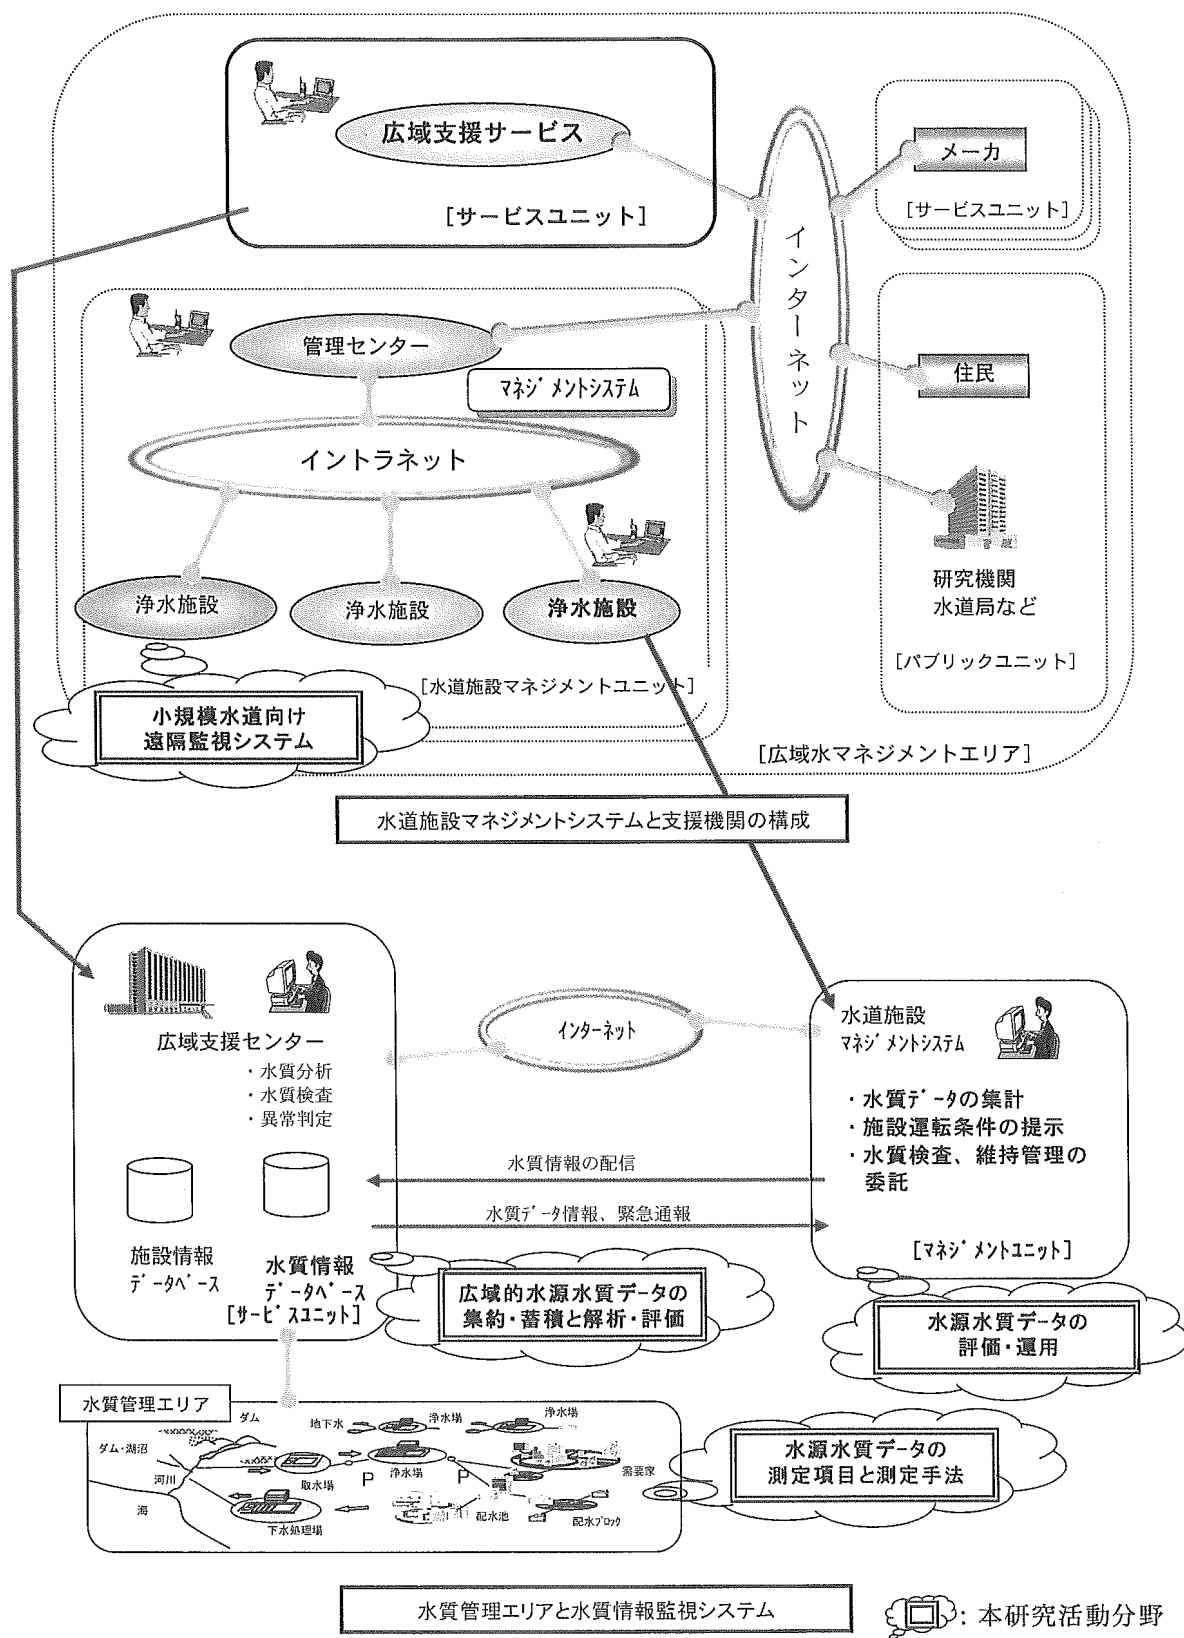 広域支援サービス
[サービスユニット]
メーカ
[サービスユニット]
インターネット
管理センター
マネジメントシステム
イントラネット
住民
浄水施設
浄水施設
浄水施設
研究機関
水道局など
[パブリックユニット]
[水道施設マネジメントユニット]
小規模水道向け
遠隔監視システム
[広域水マネジメントエリア]
水道施設マネジメントシステムと支援機関の構成
広域支援センター
・水質分析
・水質検査
・異常判定
インターネット
水道施設
マネジメントシステム
・水質データの集計
・施設運転条件の提示
・水質検査、維持管理の
委託
水質情報の配信
水質データ情報、緊急通報
施設情報
データベース
水質情報
データベース
[サービスユニット]
[マネジメントユニット]
広域的水源水質データの
集約・蓄積と解析・評価
水源水質データの
評価・運用
水質管理エリア
ダム
地下水
浄水場
浄水場
ダム・湖沼
河川
取水場
P
浄水場
P
需要家
海
下水処理場
配水池
配水ブロック
水源水質データの
測定項目と測定手法
水質管理エリアと水質情報監視システム
：本研究活動分野